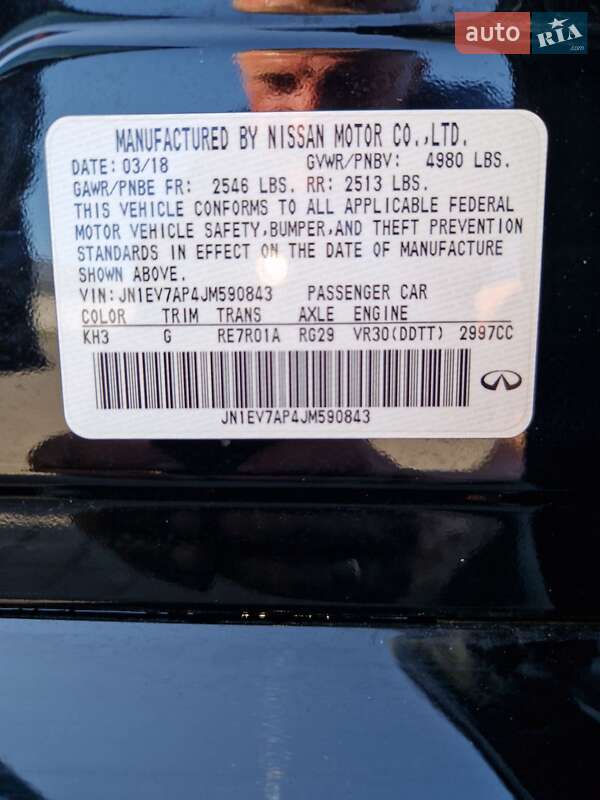 auto RIA .com
MANUFACTURED BY NISSAN MOTOR CO.,LTD.
DATE: 03/18 GVWR/PNBV: 4980 LBS.
GAWR/PNBE FR: 2546 LBS. RR: 2513 LBS.
THIS VEHICLE CONFORMS TO ALL APPLICABLE FEDERAL
MOTOR VEHICLE SAFETY,BUMPER,AND THEFT PREVENTION
STANDARDS IN EFFECT ON THE DATE OF MANUFACTURE
SHOWN ABOVE.
VIN: JN1EV7AP4JM590843 PASSENGER CAR
COLOR TRIM TRANS AXLE ENGINE
KH3 G RE7R01A RG29 VR30(DDTT) 2997CC
JN1EV7AP4JM590843